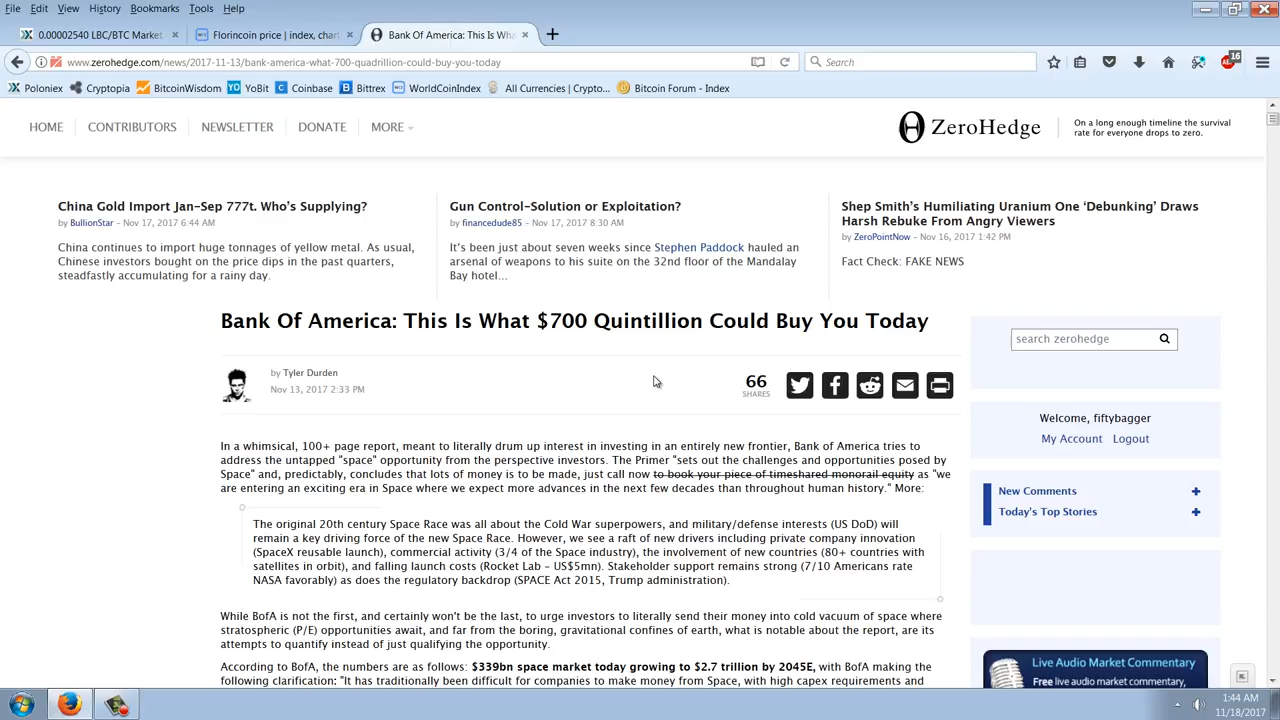 File Edit View History Bookmarks Tools Help
0.00002540 LBC/BTC Market
Florincoin price | index, char
Bank Of America: This Is Wha
www.zerohedge.com/news/2017-11-13/bank-america-what-700-quadrillion-could-buy-you-today
Search
16
Poloniex Cryptopia BitcoinWisdom YoBit Coinbase Bittrex WorldCoinIndex All Currencies | Crypto... Bitcoin Forum - Index
HOME CONTRIBUTORS NEWSLETTER DONATE MORE
ZeroHedge
On a long enough timeline the survival
rate for everyone drops to zero.
China Gold Import Jan-Sep 777t. Who's Supplying?
by BullionStar - Nov 17, 2017 6:44 AM
China continues to import huge tonnages of yellow metal. As usual,
Chinese investors bought on the price dips in the past quarters,
steadfastly accumulating for a rainy day.
Gun Control-Solution or Exploitation?
by financedude85 - Nov 17, 2017 8:30 AM
It's been just about seven weeks since Stephen Paddock hauled an
arsenal of weapons to his suite on the 32nd floor of the Mandalay
Bay hotel...
Shep Smith's Humiliating Uranium One 'Debunking' Draws
Harsh Rebuke From Angry Viewers
by ZeroPointNow - Nov 16, 2017 1:42 PM
Fact Check: FAKE NEWS
Bank Of America: This Is What $700 Quintillion Could Buy You Today
by Tyler Durden
Nov 13, 2017 2:33 PM
66
SHARES
In a whimsical, 100+ page report, meant to literally drum up interest in investing in an entirely new frontier, Bank of America tries to
address the untapped "space" opportunity from the perspective investors. The Primer "sets out the challenges and opportunities posed by
Space" and, predictably, concludes that lots of money is to be made, just call now to book your piece of timeshared monorail equity as "we
are entering an exciting era in Space where we expect more advances in the next few decades than throughout human history." More:
The original 20th century Space Race was all about the Cold War superpowers, and military/defense interests (US DoD) will
remain a key driving force of the new Space Race. However, we see a raft of new drivers including private company innovation
(SpaceX reusable launch), commercial activity (3/4 of the Space industry), the involvement of new countries (80+ countries with
satellites in orbit), and falling launch costs (Rocket Lab - US$5mn). Stakeholder support remains strong (7/10 Americans rate
NASA favorably) as does the regulatory backdrop (SPACE Act 2015, Trump administration).
While BofA is not the first, and certainly won't be the last, to urge investors to literally send their money into cold vacuum of space where
stratospheric (P/E) opportunities await, and far from the boring, gravitational confines of earth, what is notable about the report, are its
attempts to quantify instead of just qualifying the opportunity.
According to BofA, the numbers are as follows: $339bn space market today growing to $2.7 trillion by 2045E, with BofA making the
following clarification: "It has traditionally been difficult for companies to make money from Space, with high capex requirements and
search zerohedge
Welcome, fiftybagger
My Account Logout
New Comments +
Today's Top Stories +
Live Audio Market Commentary
Free live audio market commentary,
1:44 AM
11/18/2017